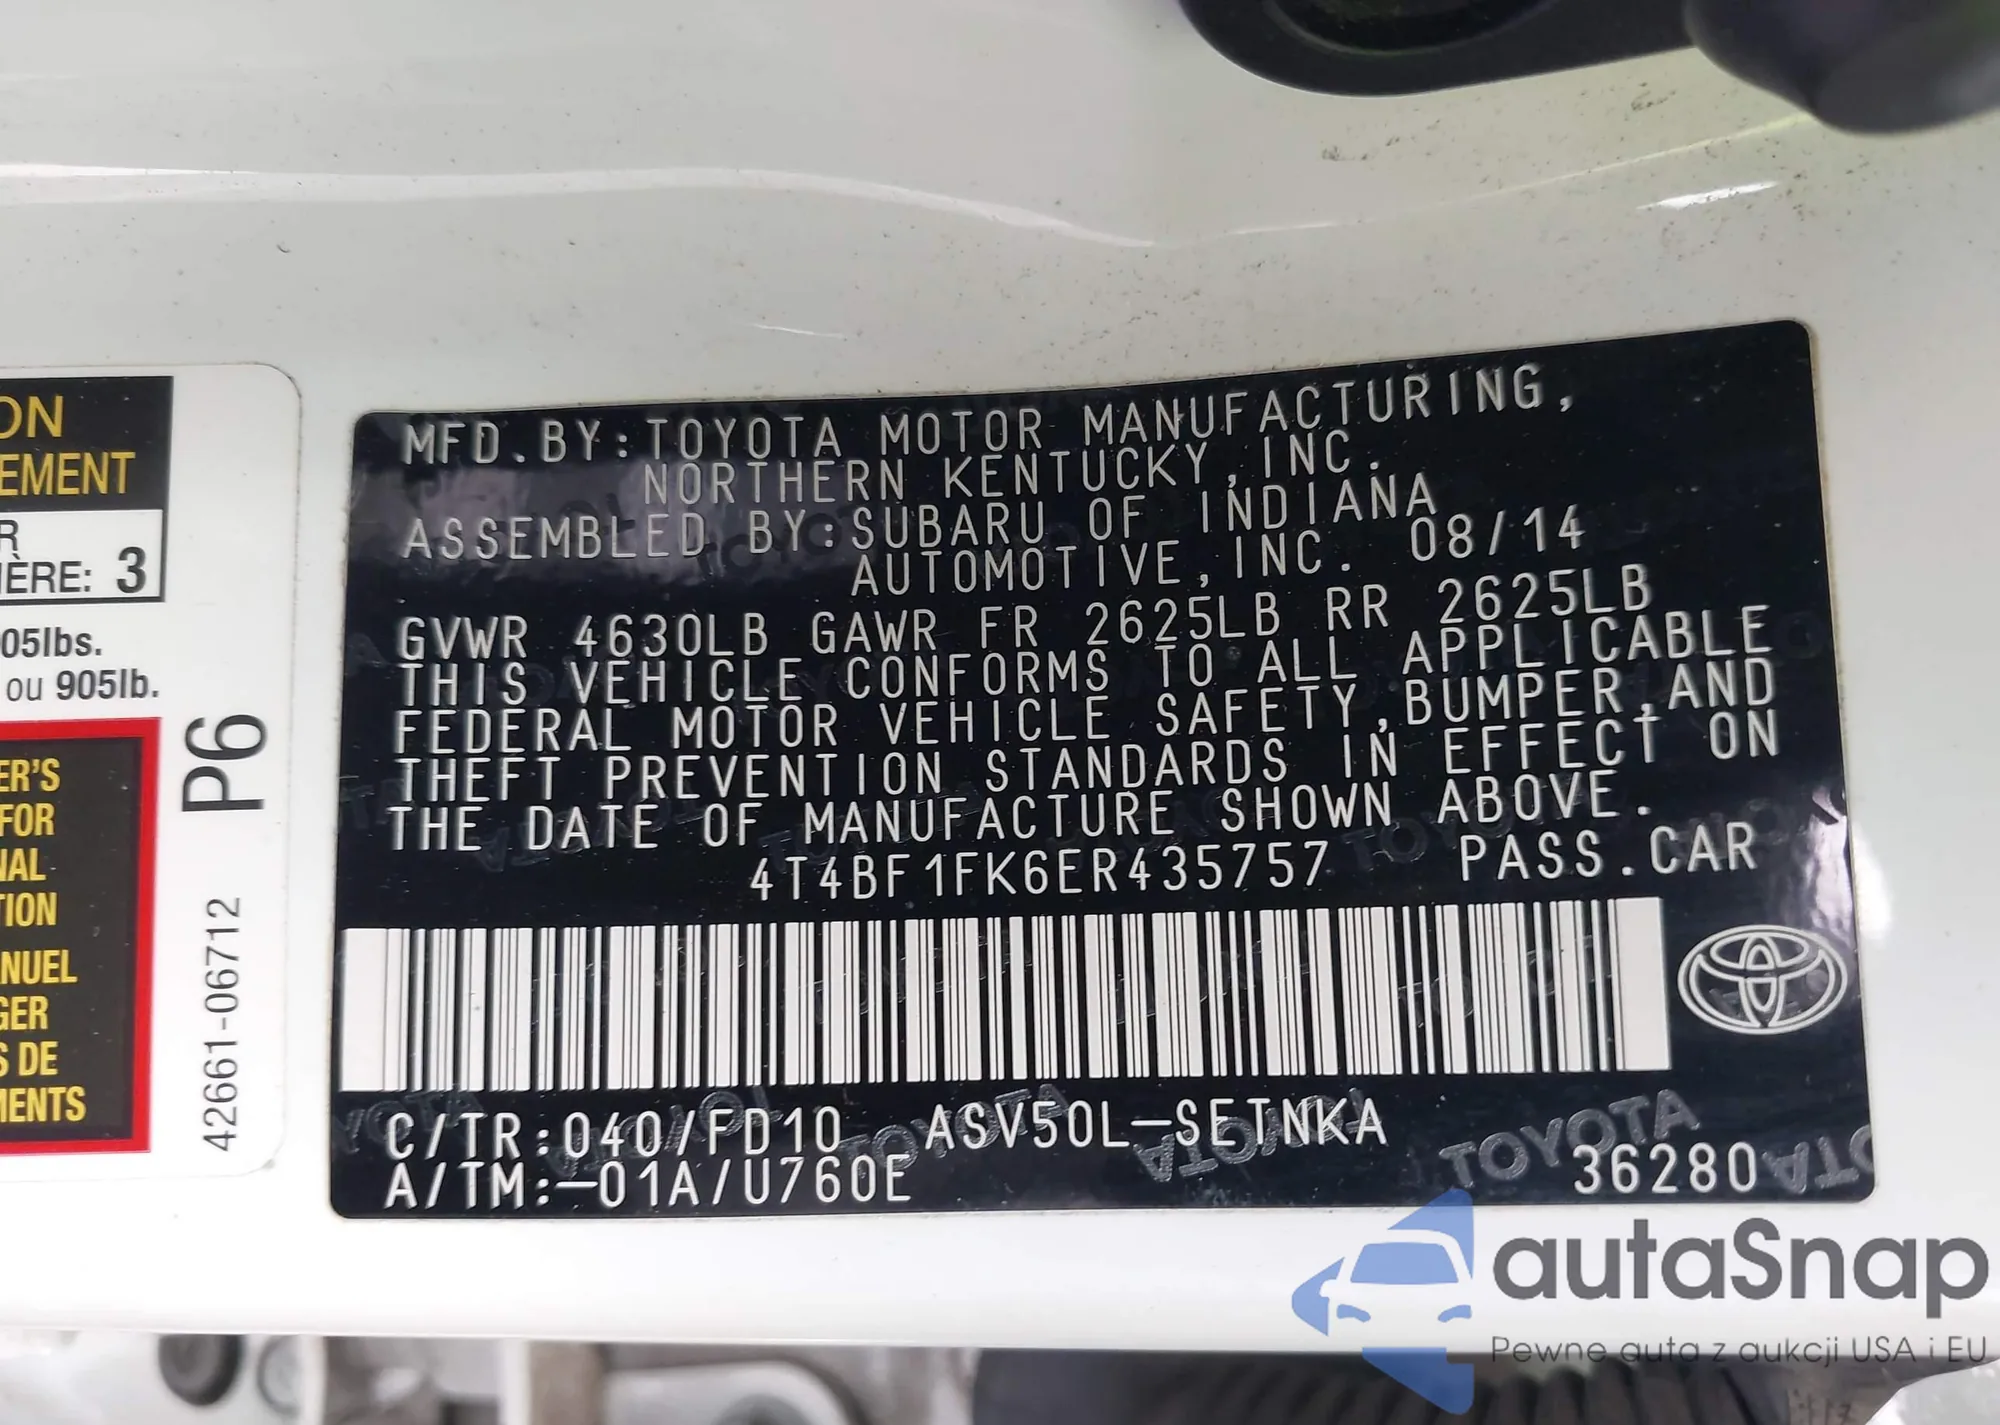 ON
EMENT
R
IÈRE: 3
05lbs.
ou 905lb.
ER'S
FOR
NAL
TION
NUEL
GER
S DE
MENTS
P6
42661-06712
MFD.BY:TOYOTA MOTOR MANUFACTURING,
NORTHERN KENTUCKY,INC.
ASSEMBLED BY:SUBARU OF INDIANA
AUTOMOTIVE,INC. 08/14
GVWR 4630LB GAWR FR 2625LB RR 2625LB
THIS VEHICLE CONFORMS TO ALL APPLICABLE
FEDERAL MOTOR VEHICLE SAFETY,BUMPER,AND
THEFT PREVENTION STANDARDS IN EFFECT ON
THE DATE OF MANUFACTURE SHOWN ABOVE.
4T4BF1FK6ER435757 PASS.CAR
C/TR:040/FD10 ASV50L-SETNKA
A/TM:-01A/U760E 36280
TOYOTA
autaSnap
Pewne auta z aukcji USA i EU